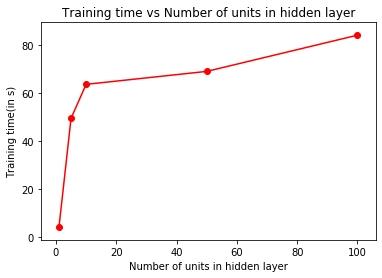 Training time vs Number of units in hidden layer
80
60
40
20
0
Training time(in s)
0 20 40 60 80 100
Number of units in hidden layer